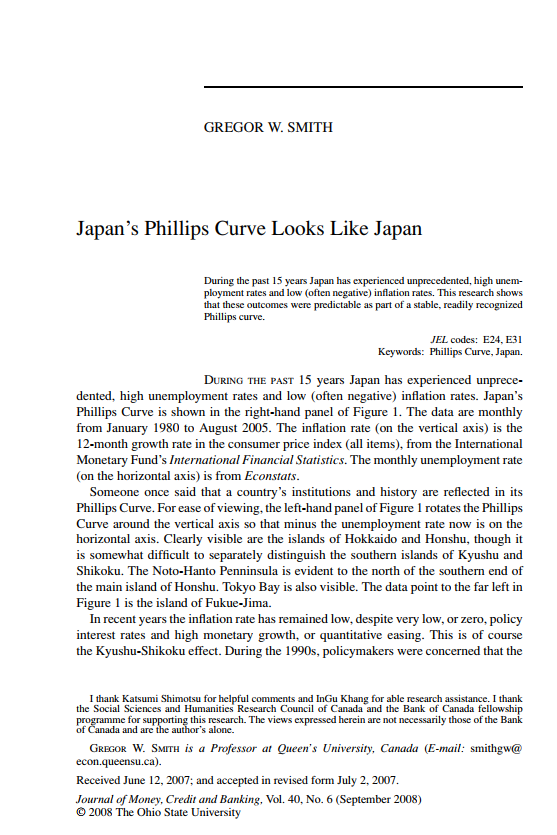 GREGOR W. SMITH
Japan's Phillips Curve Looks Like Japan
During the past 15 years Japan has experienced unprecedented, high unem-
ployment rates and low (often negative) inflation rates. This research shows
that these outcomes were predictable as part of a stable, readily recognized
Phillips curve.
JEL codes: E24, E31
Keywords: Phillips Curve, Japan.
DURING THE PAST 15 years Japan has experienced unprece-
dented, high unemployment rates and low (often negative) inflation rates. Japan's
Phillips Curve is shown in the right-hand panel of Figure 1. The data are monthly
from January 1980 to August 2005. The inflation rate (on the vertical axis) is the
12-month growth rate in the consumer price index (all items), from the International
Monetary Fund's International Financial Statistics. The monthly unemployment rate
(on the horizontal axis) is from Econstats.
Someone once said that a country's institutions and history are reflected in its
Phillips Curve. For ease of viewing, the left-hand panel of Figure 1 rotates the Phillips
Curve around the vertical axis so that minus the unemployment rate now is on the
horizontal axis. Clearly visible are the islands of Hokkaido and Honshu, though it
is somewhat difficult to separately distinguish the southern islands of Kyushu and
Shikoku. The Noto-Hanto Penninsula is evident to the north of the southern end of
the main island of Honshu. Tokyo Bay is also visible. The data point to the far left in
Figure 1 is the island of Fukue-Jima.
In recent years the inflation rate has remained low, despite very low, or zero, policy
interest rates and high monetary growth, or quantitative easing. This is of course
the Kyushu-Shikoku effect. During the 1990s, policymakers were concerned that the
I thank Katsumi Shimotsu for helpful comments and InGu Khang for able research assistance. I thank
the Social Sciences and Humanities Research Council of Canada and the Bank of Canada fellowship
programme for supporting this research. The views expressed herein are not necessarily those of the Bank
of Canada and are the author's alone.
GREGOR W. SMITH is a Professor at Queen's University, Canada (E-mail: smithgw@
econ.queensu.ca).
Received June 12, 2007; and accepted in revised form July 2, 2007.
Journal of Money, Credit and Banking, Vol. 40, No. 6 (September 2008)
© 2008 The Ohio State University